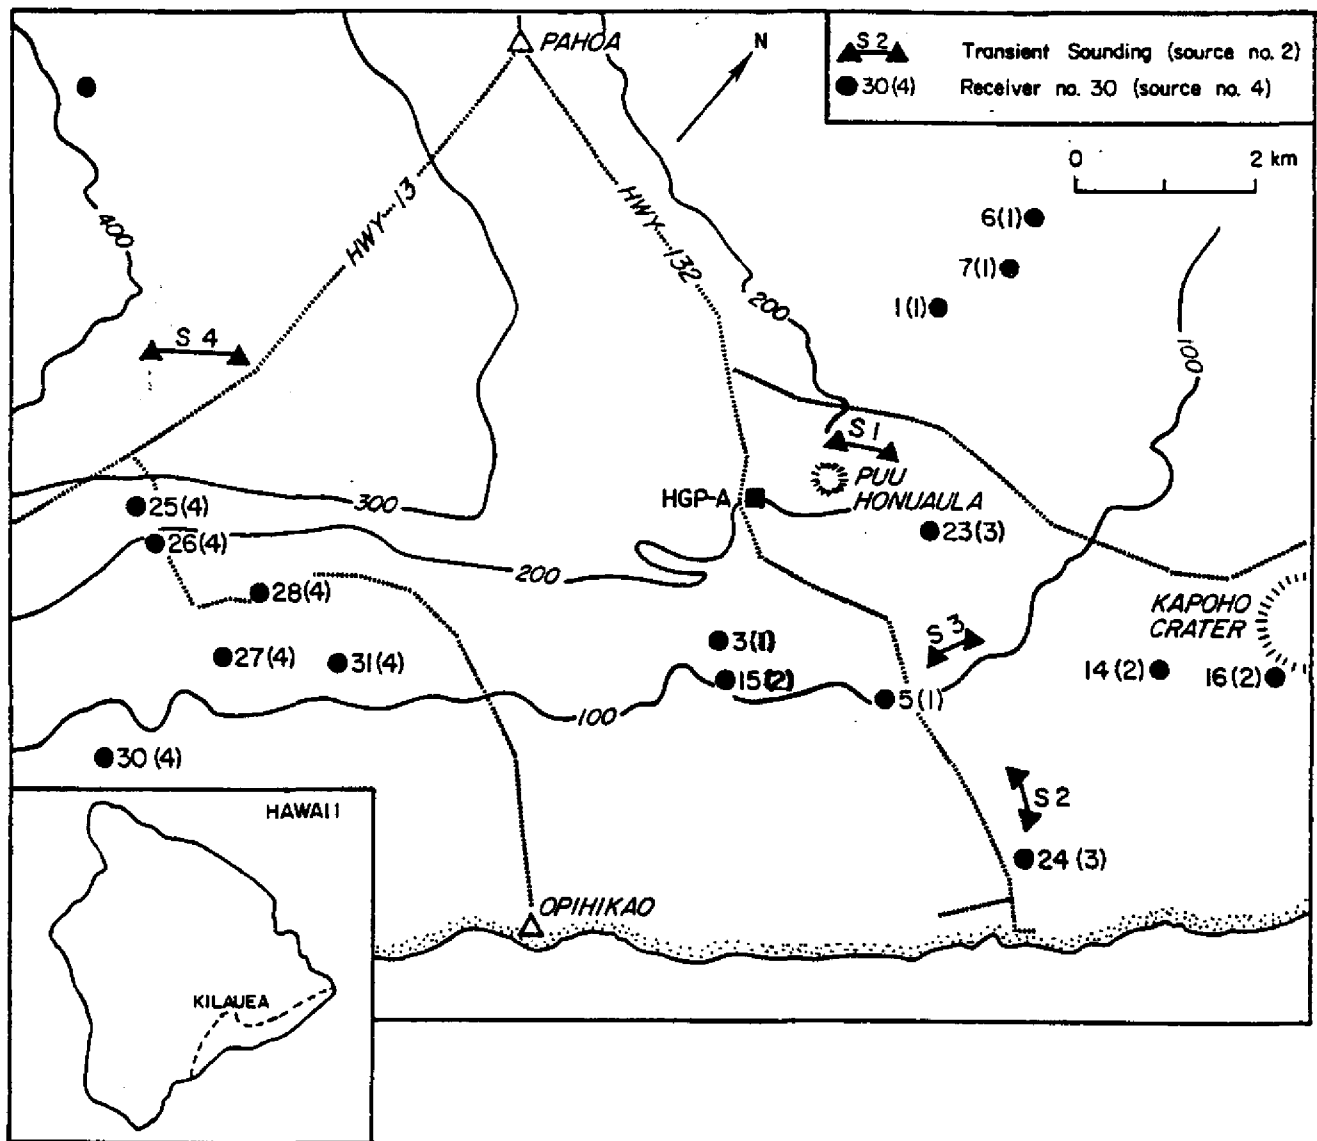 PAHOA
N
S 2 Transient Sounding (source no. 2)
30(4) Receiver no. 30 (source no. 4)
0 2 km
400
HWY-13
HWY-132
200
6(1)
7(1)
1(1)
100
S 4
S 1
PUU
HONUAULA
HGP-A
300
25(4)
26(4)
23(3)
200
28(4)
KAPOHO
CRATER
S 3
3(1)
27(4)
31(4)
14(2)
16(2)
15(2)
5(1)
100
30(4)
S 2
24(3)
HAWAII
OPIHIKAO
KILAUEA